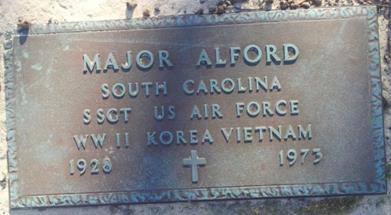 MAJOR ALFORD
SOUTH CAROLINA
SSGT US AIR FORCE
WW II KOREA VIETNAM
1928 1973